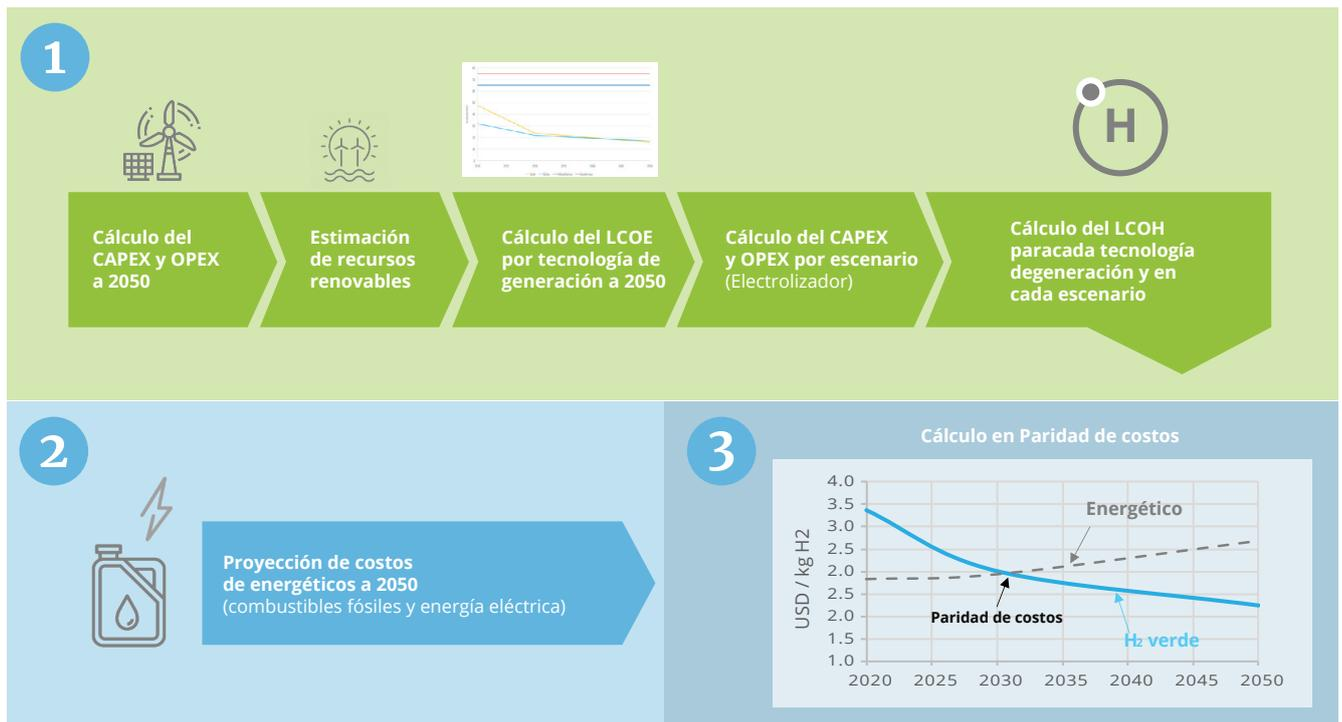 1
H
Cálculo del
CAPEX y OPEX
a 2050
Estimación
de recursos
renovables
Cálculo del LCOE
por tecnología de
generación a 2050
Cálculo del CAPEX
y OPEX por escenario
(Electrolizador)
Cálculo del LCOH
paracada tecnología
degeneración y en
cada escenario
2
Proyección de costos
de energéticos a 2050
(combustibles fósiles y energía eléctrica)
3
Cálculo en Paridad de costos
USD / kg H2
4.0
3.5
3.0
2.5
2.0
2.5
2.0
1.5
1.0
Energético
Paridad de costos
H₂ verde
2020 2025 2030 2035 2040 2045 2050